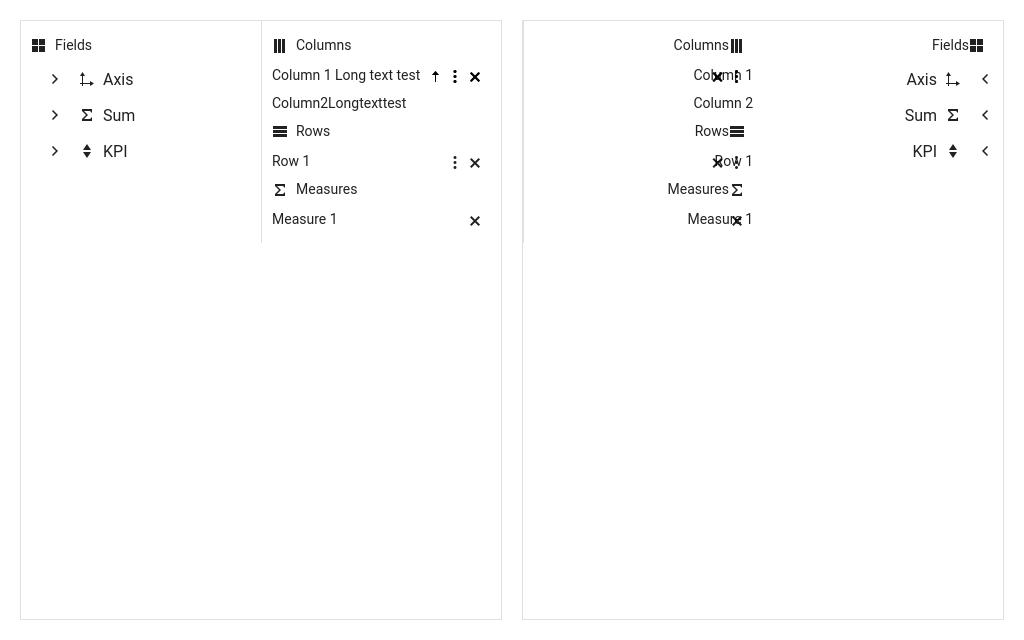 Fields
Axis
Sum
KPI
Columns
Column 1 Long text test
Column2Longtexttest
Rows
Row 1
Measures
Measure 1
Columns
Column 1
Column 2
Rows
Row 1
Measures
Measure 1
Fields
Axis
Sum
KPI